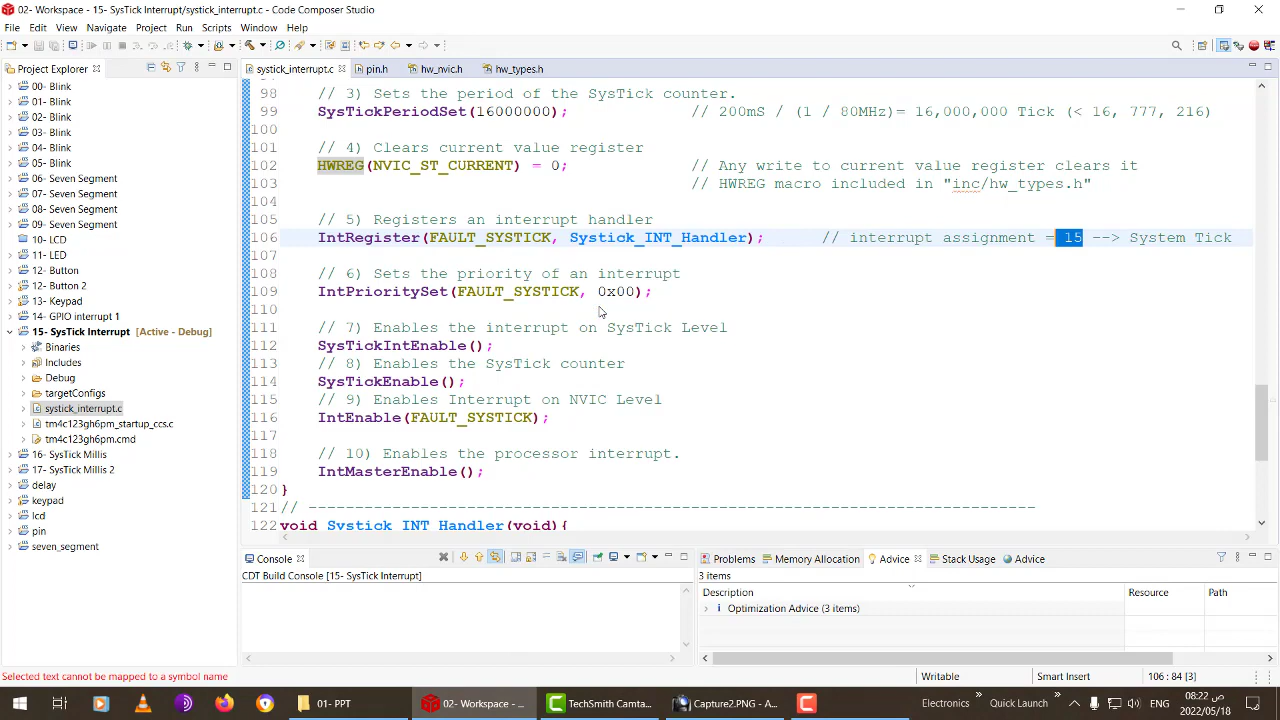 02- Workspace - 15- SysTick Interrupt/systick_interrupt.c - Code Composer Studio
File Edit View Navigate Project Run Scripts Window Help
Project Explorer
systick_interrupt.c
pin.h
hw_nvic.h
hw_types.h
00- Blink
01- Blink
02- Blink
03- Blink
04- Blink
05- Blink
06- Seven Segment
07- Seven Segment
08- Seven Segment
09- Seven Segment
10- LCD
11- LCD
12- Button
12- Button 2
13- Keypad
14- GPIO interrupt 1
15- SysTick Interrupt [Active - Debug]
Binaries
Includes
Debug
targetConfigs
systick_interrupt.c
tm4c123gh6pm_startup_ccs.c
tm4c123gh6pm.cmd
16- SysTick Millis
17- SysTick Millis 2
delay
keypad
lcd
pin
seven_segment
98 // 3) Sets the period of the SysTick counter.
99 SysTickPeriodSet(16000000); // 200mS / (1 / 80MHz)= 16,000,000 Tick (< 16, 777, 216)
100
101 // 4) Clears current value register
102 HWREG(NVIC_ST_CURRENT) = 0; // Any write to current value register clears it
103 // HWREG macro included in "inc/hw_types.h"
104
105 // 5) Registers an interrupt handler
106 IntRegister(FAULT_SYSTICK, Systick_INT_Handler); // interrupt assignment = 15 --> System Tick
107
108 // 6) Sets the priority of an interrupt
109 IntPrioritySet(FAULT_SYSTICK, 0x00);
110
111 // 7) Enables the interrupt on SysTick Level
112 SysTickIntEnable();
113 // 8) Enables the SysTick counter
114 SysTickEnable();
115 // 9) Enables Interrupt on NVIC Level
116 IntEnable(FAULT_SYSTICK);
117
118 // 10) Enables the processor interrupt.
119 IntMasterEnable();
120 }
121 // ------------------------------------------------------------------------------
122 void Systick_INT_Handler(void){
Console
CDT Build Console [15- SysTick Interrupt]
Problems Memory Allocation Advice Stack Usage Advice
3 items
Description Resource Path
Optimization Advice (3 items)
Selected text cannot be mapped to a symbol name
Writable Smart Insert 106 : 84 [3]
01- PPT
02- Workspace - ...
TechSmith Camta...
Capture2.PNG - A...
Electronics » Quick Launch »
08:22 ص
2022/05/18